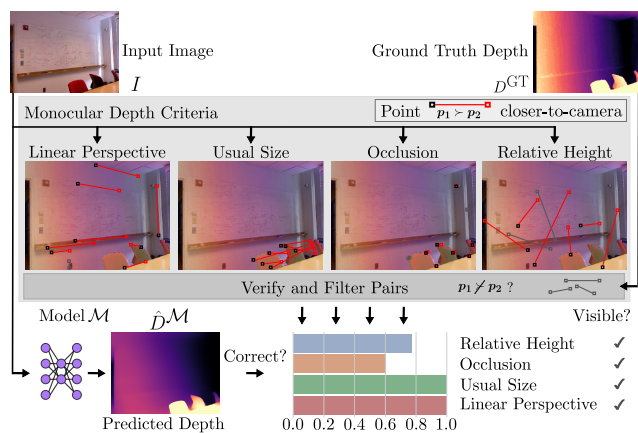 Input Image
I
Ground Truth Depth
D^GT
Monocular Depth Criteria
Point p₁ ≻ p₂ closer-to-camera
Linear Perspective
Usual Size
Occlusion
Relative Height
Verify and Filter Pairs
p₁ ⊁ p₂ ?
Model ℳ
D̂^ℳ
Visible?
Correct?
Relative Height ✓
Occlusion ✓
Usual Size ✓
Linear Perspective ✓
Predicted Depth
0.0 0.2 0.4 0.6 0.8 1.0